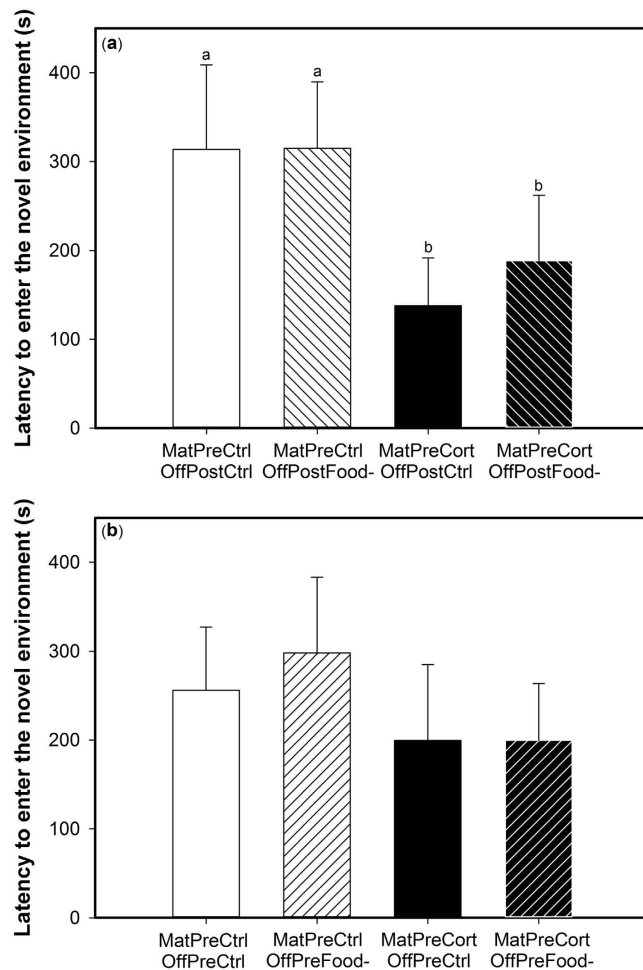 (a)
Latency to enter the novel environment (s)
400
300
200
100
0
a
a
b
b
MatPreCtrl
OffPostCtrl
MatPreCtrl
OffPostFood-
MatPreCort
OffPostCtrl
MatPreCort
OffPostFood-
(b)
Latency to enter the novel environment (s)
400
300
200
100
0
MatPreCtrl
OffPreCtrl
MatPreCtrl
OffPreFood-
MatPreCort
OffPreCtrl
MatPreCort
OffPreFood-